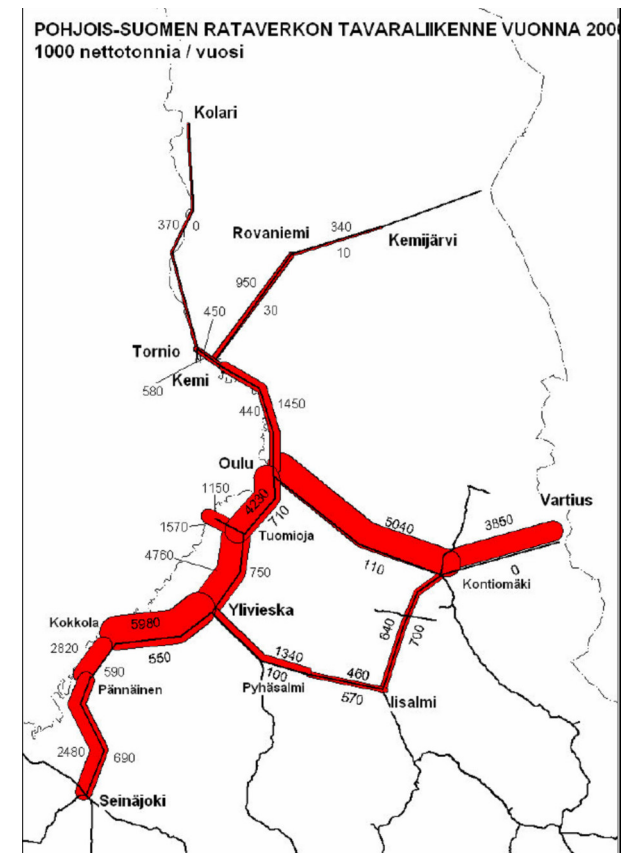 POHJOIS-SUOMEN RATAVERKON TAVARALIIKENNE VUONNA 200
1000 nettotonnia / vuosi
Kolari
370
0
Rovaniemi
340
10
Kemijärvi
950
30
450
Tornio
Kemi
580
440
1450
Oulu
1150
4230
710
1570
Tuomioja
4760
750
5040
110
3850
0
Vartius
Kontiomäki
Kokkola
5980
550
Ylivieska
640
700
2820
590
Pännäinen
1340
100
Pyhäsalmi
460
570
Iisalmi
2480
690
Seinäjoki